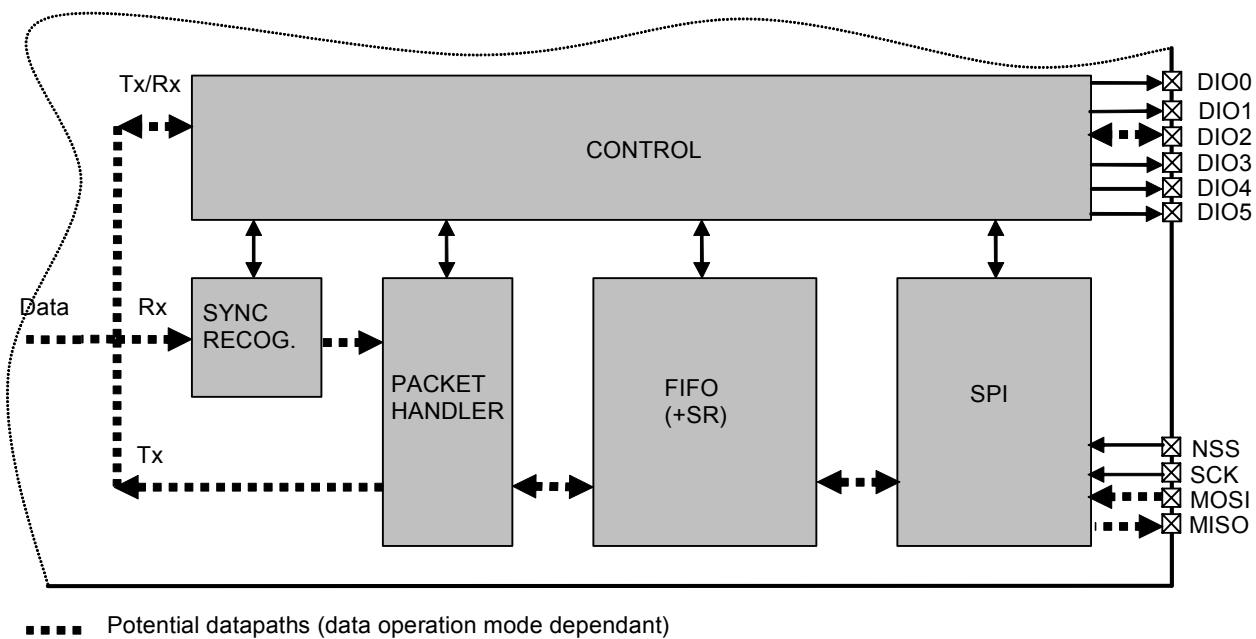 Tx/Rx
CONTROL
DIO0
DIO1
DIO2
DIO3
DIO4
DIO5
Data
Rx
SYNC
RECOG.
PACKET
HANDLER
FIFO
(+SR)
SPI
Tx
NSS
SCK
MOSI
MISO
Potential datapaths (data operation mode dependant)